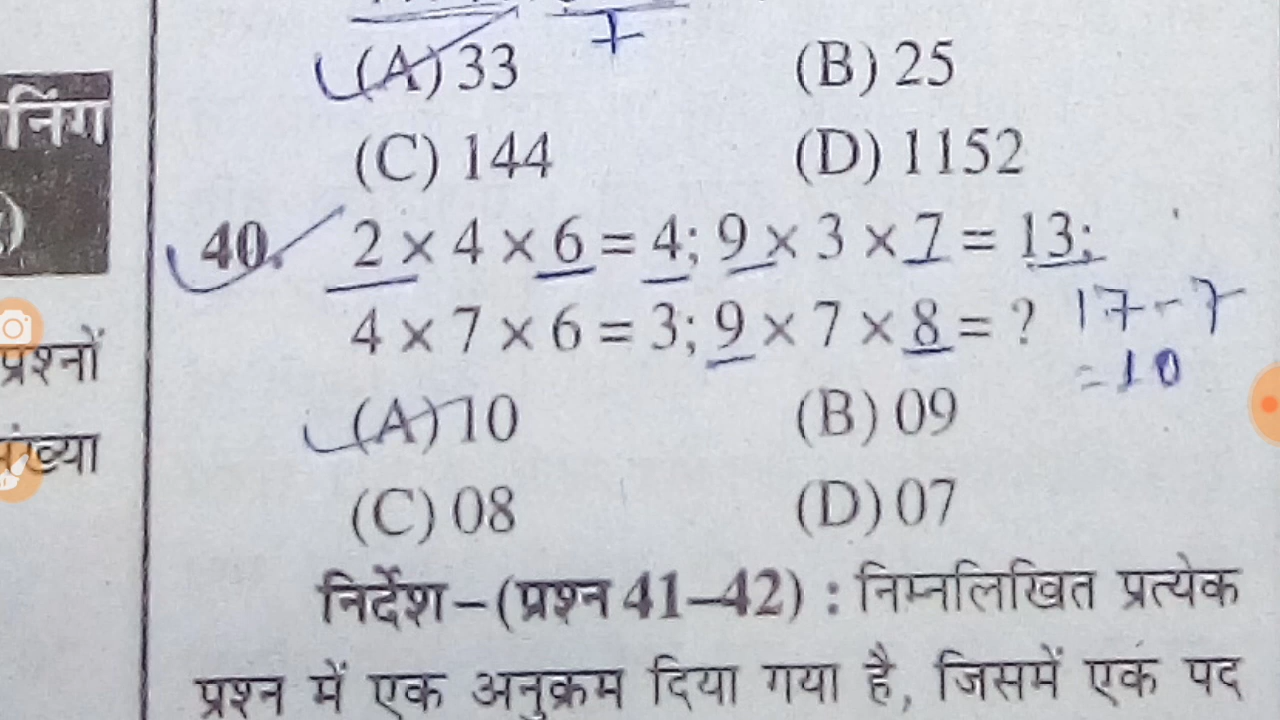 7
(A) 33 (B) 25
निंग
(C) 144 (D) 1152
40. 2 × 4 × 6 = 4; 9 × 3 × 7 = 13;
4 × 7 × 6 = 3; 9 × 7 × 8 = ? 17-7
प्रश्नों =10
(A) 10 (B) 09
(C) 08 (D) 07
निर्देश–(प्रश्न 41–42) : निम्नलिखित प्रत्येक
प्रश्न में एक अनुक्रम दिया गया है, जिसमें एक पद